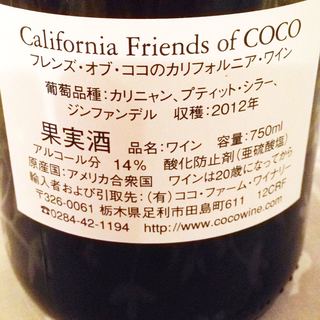 California Friends of COCO
フレンズ・オブ・ココのカリフォルニア・ワイン
葡萄品種：カリニャン、プティット・シラー、
ジンファンデル　収穫：2012年
果実酒　品名：ワイン　容量：750ml
アルコール分　14％　酸化防止剤（亜硫酸塩）
原産国：アメリカ合衆国　ワインは20歳になってから
輸入者および引取先：（有）ココ・ファーム・ワイナリー
〒326-0061　栃木県足利市田島町611　12CRF
☎0284-42-1194　http://www.cocowine.com/